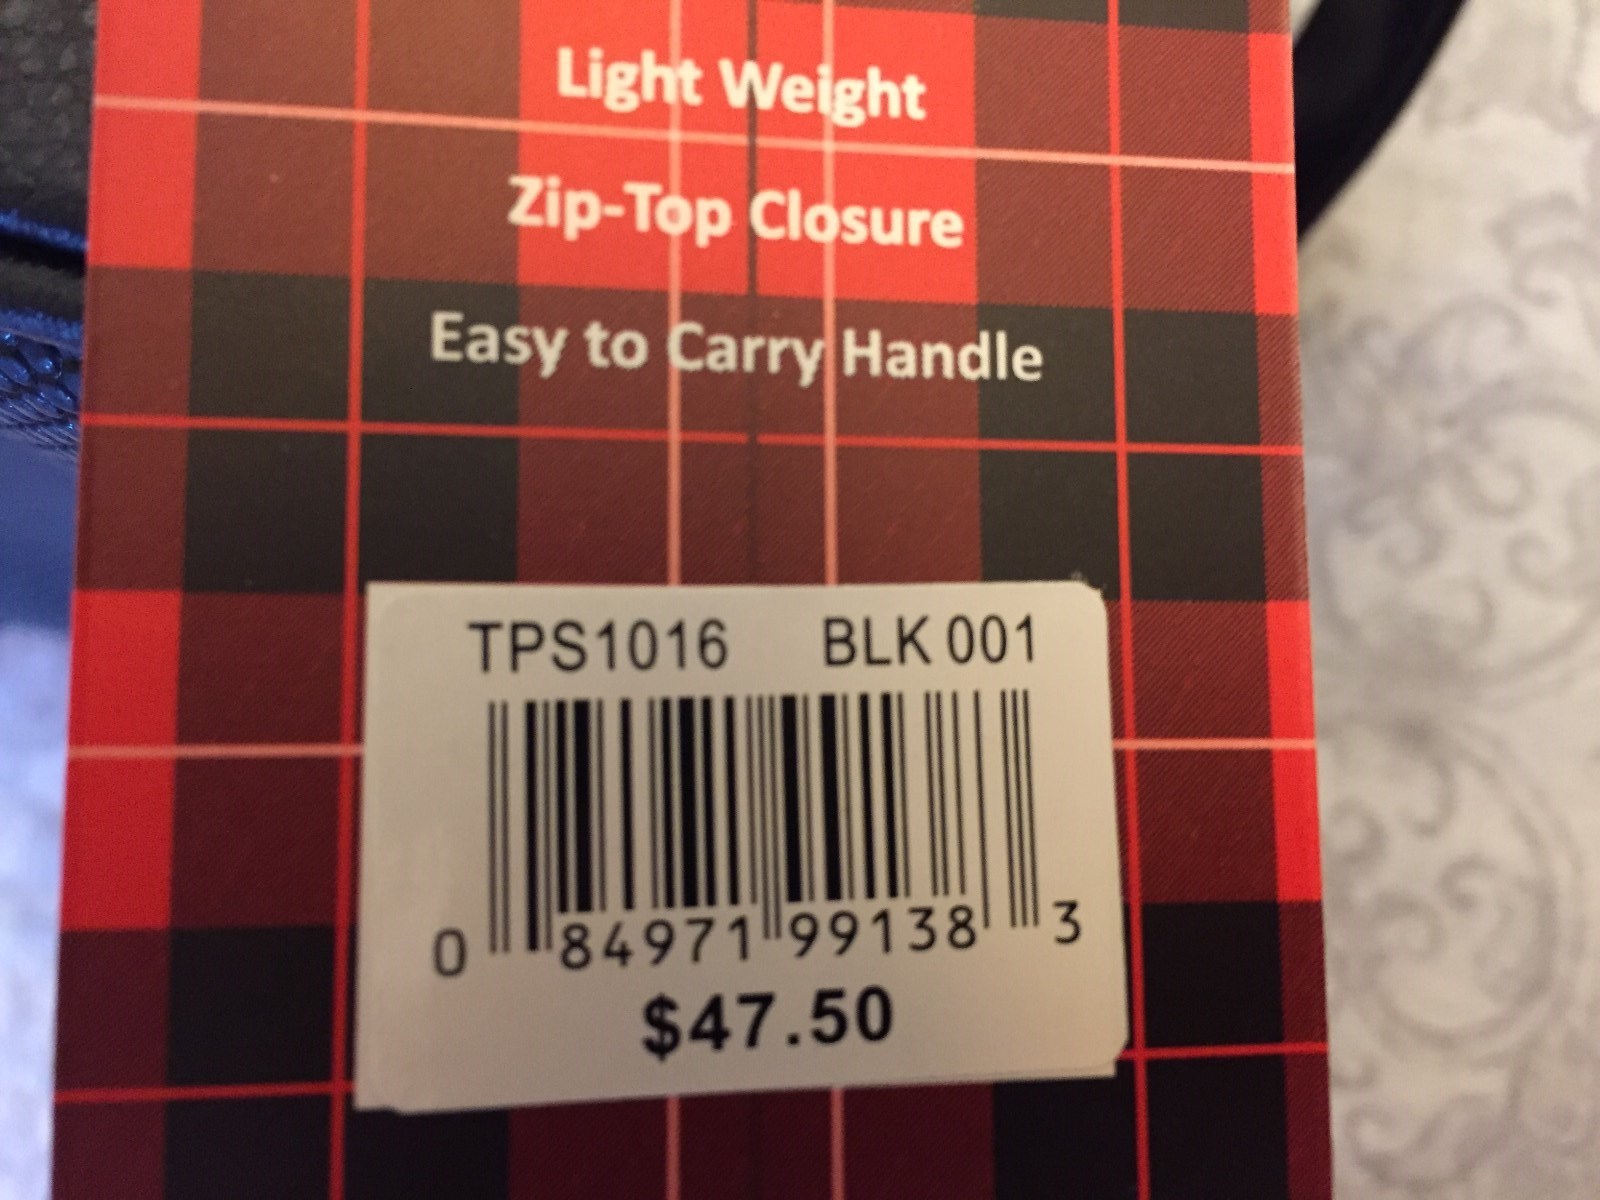 Light Weight
Zip-Top Closure
Easy to Carry Handle
TPS1016 BLK 001
0 84971 99138 3
$47.50